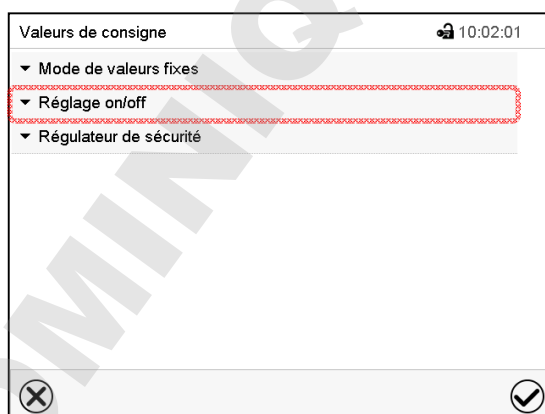 Valeurs de consigne 10:02:01
Mode de valeurs fixes
Réglage on/off
Régulateur de sécurité